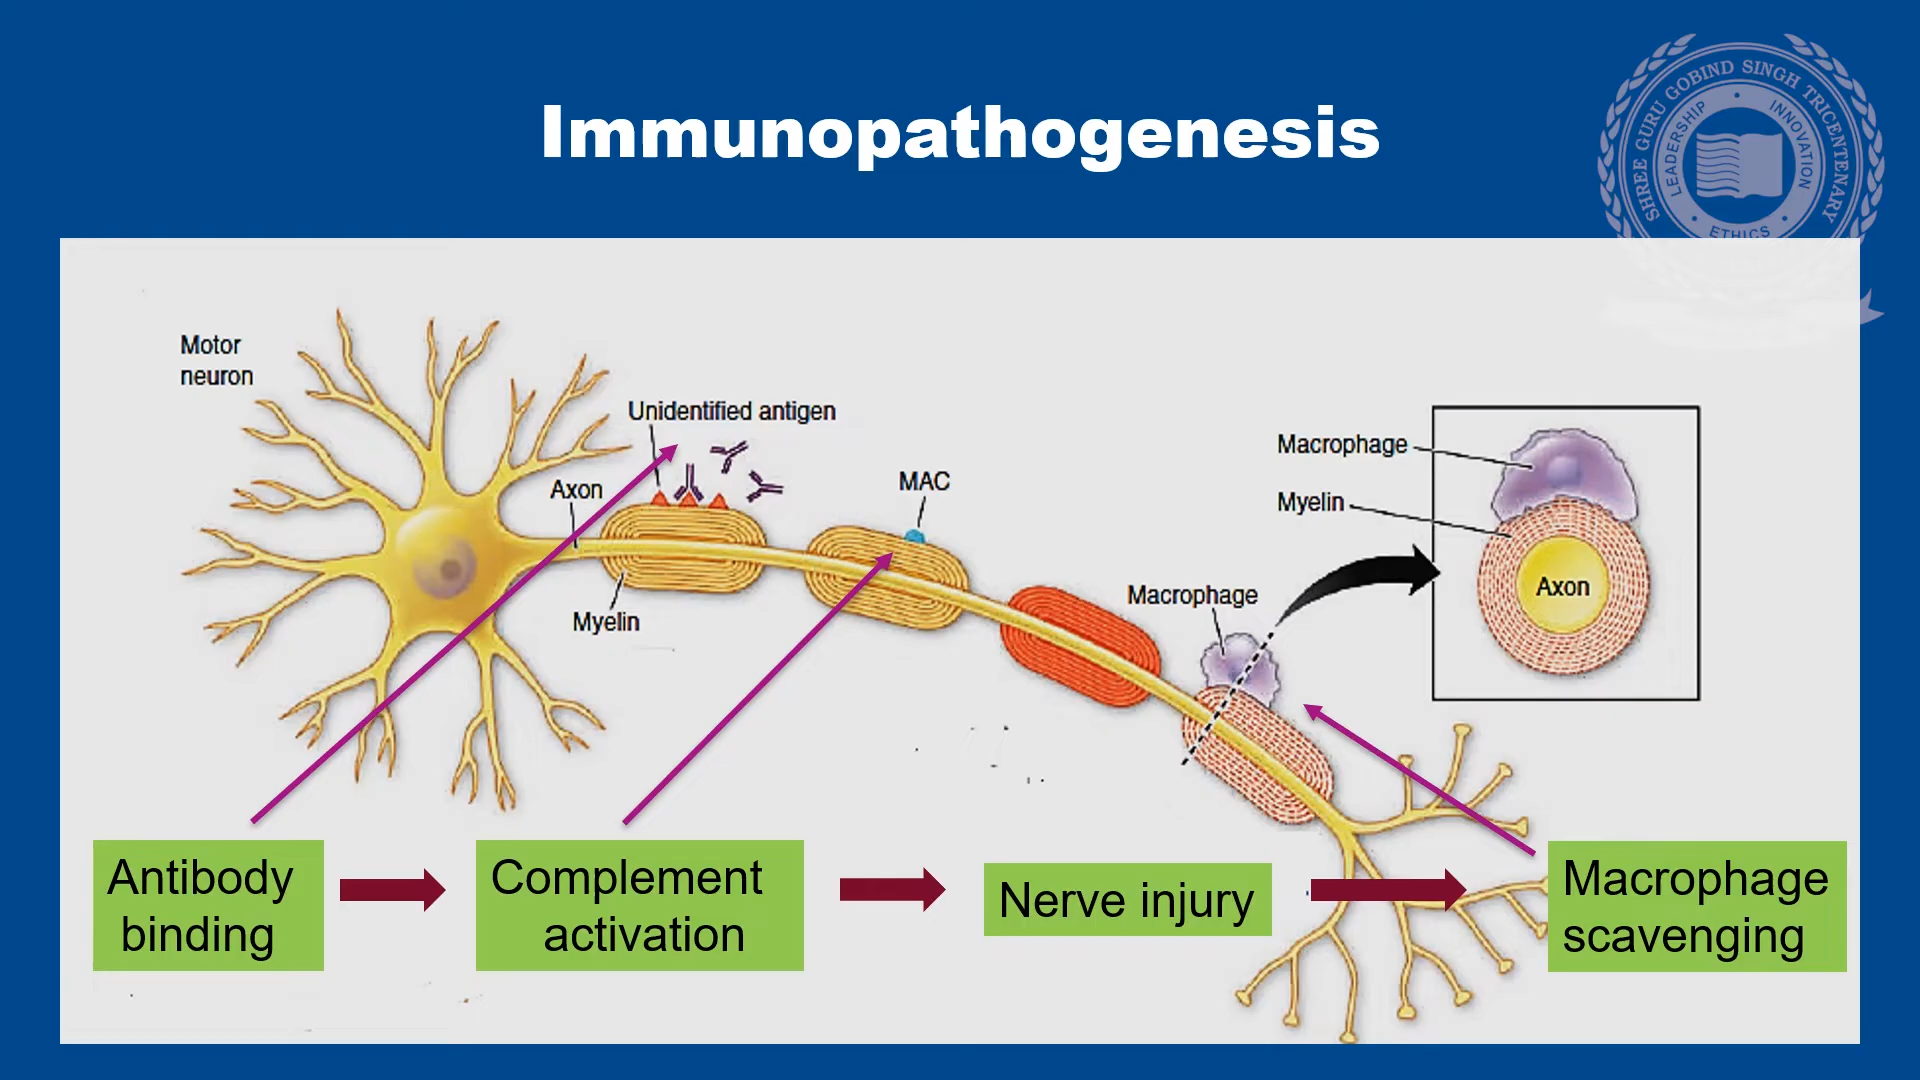 Immunopathogenesis
SHREE GURU GOBIND SINGH TRICENTENARY
LEADERSHIP
INNOVATION
ETHICS
Motor
neuron
Unidentified antigen
Axon
MAC
Myelin
Macrophage
Macrophage
Myelin
Axon
Antibody
binding
Complement
activation
Nerve injury
Macrophage
scavenging